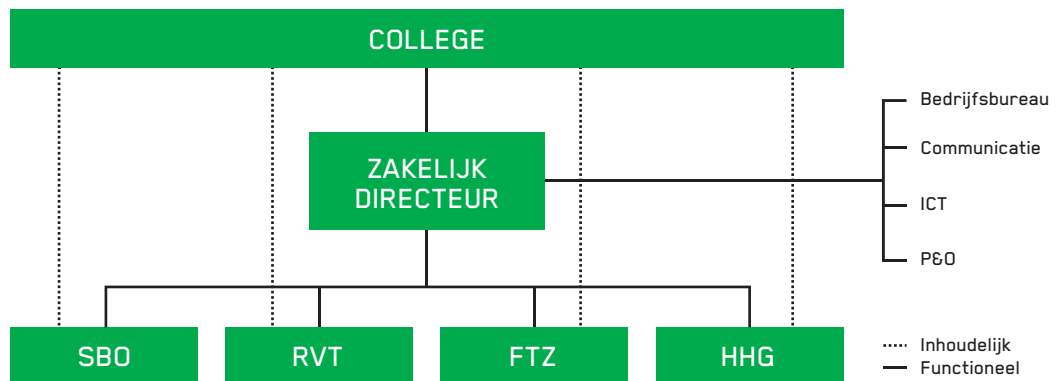 COLLEGE
ZAKELIJK
DIRECTEUR
Bedrijfsbureau
Communicatie
ICT
P&O
SBO
RVT
FTZ
HHG
Inhoudelijk
Functioneel